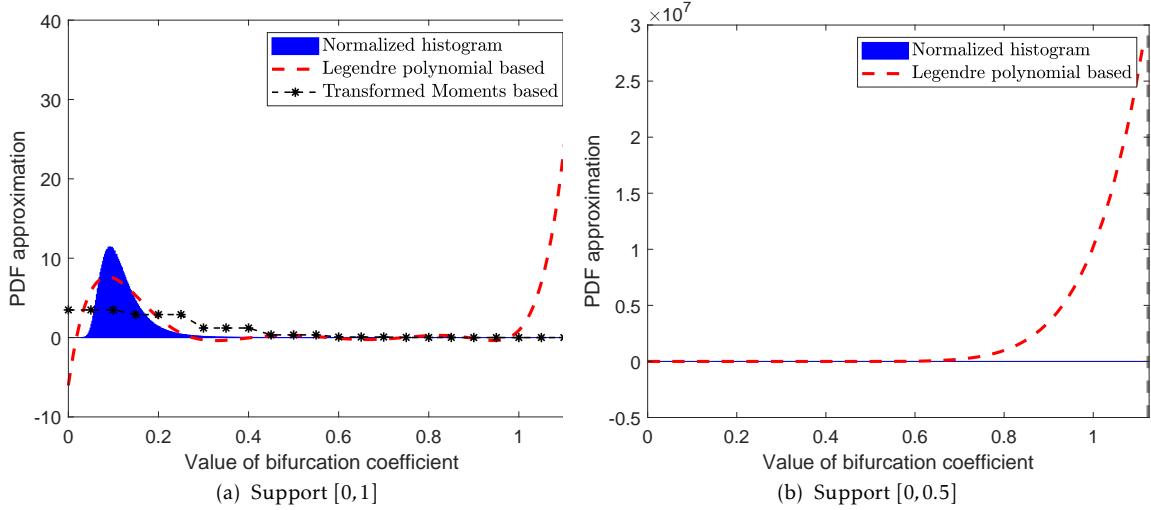 40
30
20
10
0
-10
0
0.2
0.4
0.6
0.8
1
PDF approximation
Value of bifurcation coefficient
Normalized histogram
Legendre polynomial based
Transformed Moments based
(a) Support [0,1]
×10⁷
3
2.5
2
1.5
1
0.5
0
-0.5
0
0.2
0.4
0.6
0.8
1
PDF approximation
Value of bifurcation coefficient
Normalized histogram
Legendre polynomial based
(b) Support [0,0.5]